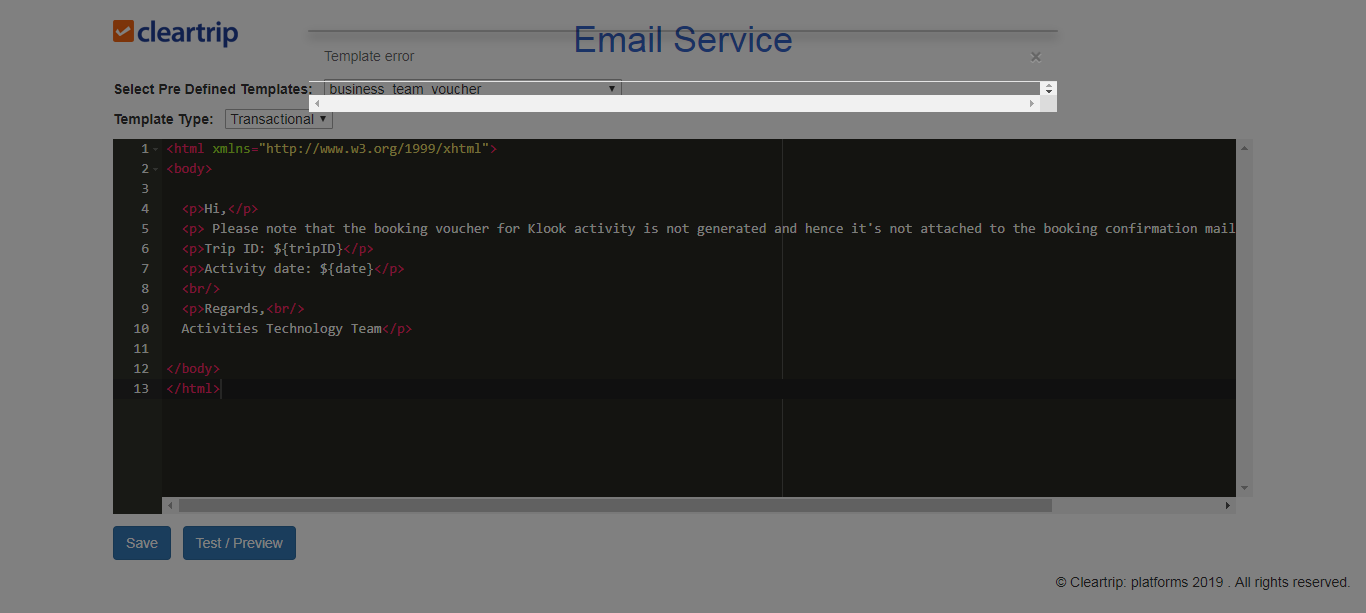 cleartrip
Email Service
Template error ×
Select Pre Defined Templates: business_team_voucher
Template Type: Transactional
1 <html xmlns="http://www.w3.org/1999/xhtml">
2 <body>
3
4 <p>Hi,</p>
5 <p> Please note that the booking voucher for Klook activity is not generated and hence it's not attached to the booking confirmation mail
6 <p>Trip ID: ${tripID}</p>
7 <p>Activity date: ${date}</p>
8 <br/>
9 <p>Regards,<br/>
10 Activities Technology Team</p>
11
12 </body>
13 </html>
Save Test / Preview
© Cleartrip: platforms 2019 . All rights reserved.